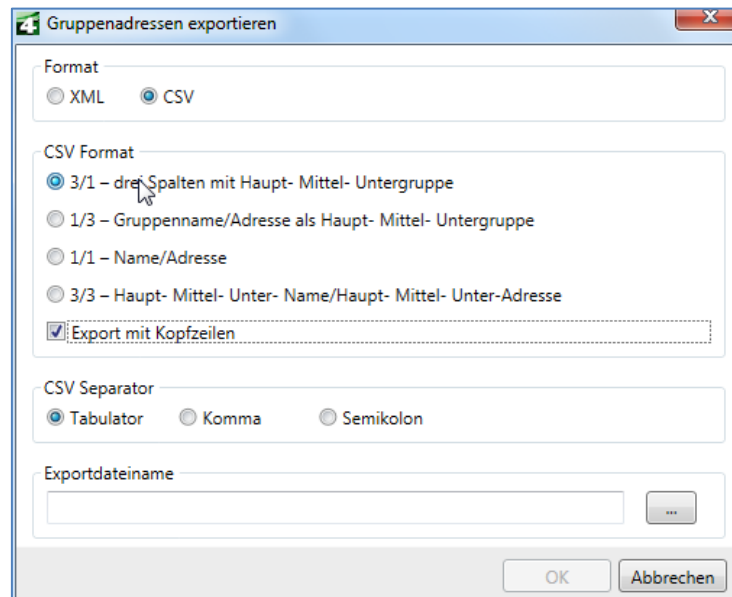 4 Gruppenadressen exportieren
X
Format
XML CSV
CSV Format
3/1 – drei Spalten mit Haupt- Mittel- Untergruppe
1/3 – Gruppenname/Adresse als Haupt- Mittel- Untergruppe
1/1 – Name/Adresse
3/3 – Haupt- Mittel- Unter- Name/Haupt- Mittel- Unter-Adresse
Export mit Kopfzeilen
CSV Separator
Tabulator Komma Semikolon
Exportdateiname
...
OK Abbrechen